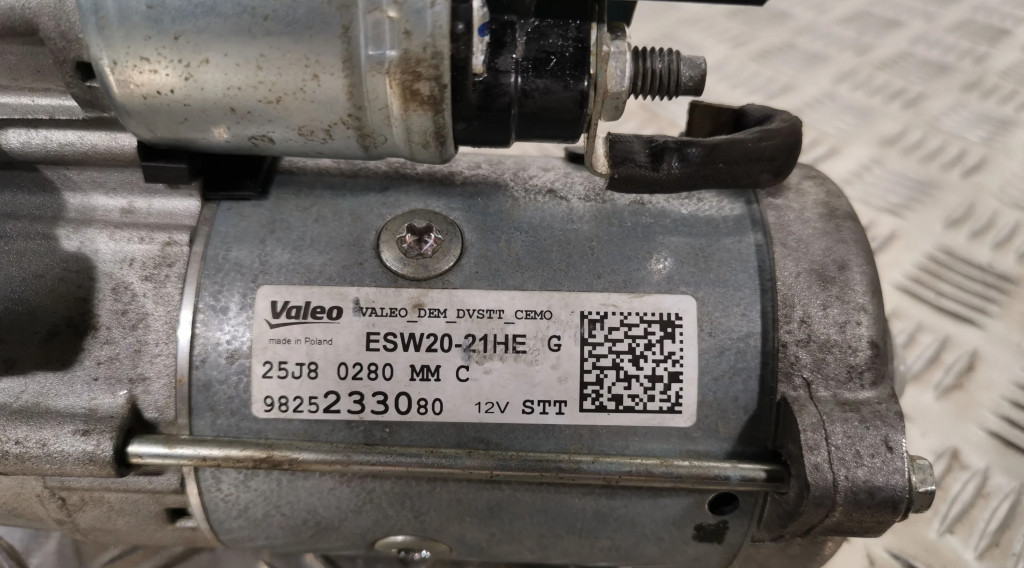 Valeo VALEO_DEM_DVSTT_CEMO
made in Poland ESW20-21HE G
25J8 0280 MM C
9825233080 12V STT